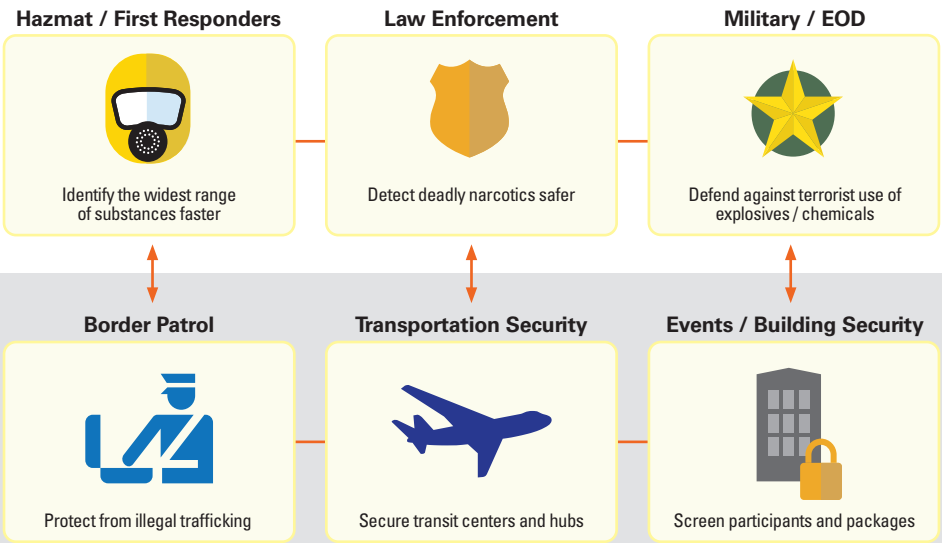 Hazmat / First Responders
Identify the widest range
of substances faster
Law Enforcement
Detect deadly narcotics safer
Military / EOD
Defend against terrorist use of
explosives / chemicals
Border Patrol
Protect from illegal trafficking
Transportation Security
Secure transit centers and hubs
Events / Building Security
Screen participants and packages